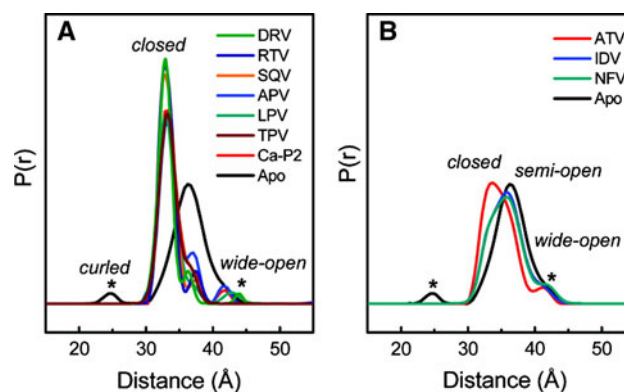 A
closed
DRV
RTV
SQV
APV
LPV
TPV
Ca-P2
Apo
curled
wide-open
*
*
P(r)
20
30
40
50
Distance (Å)
B
ATV
IDV
NFV
Apo
closed
semi-open
wide-open
*
*
P(r)
20
30
40
50
Distance (Å)